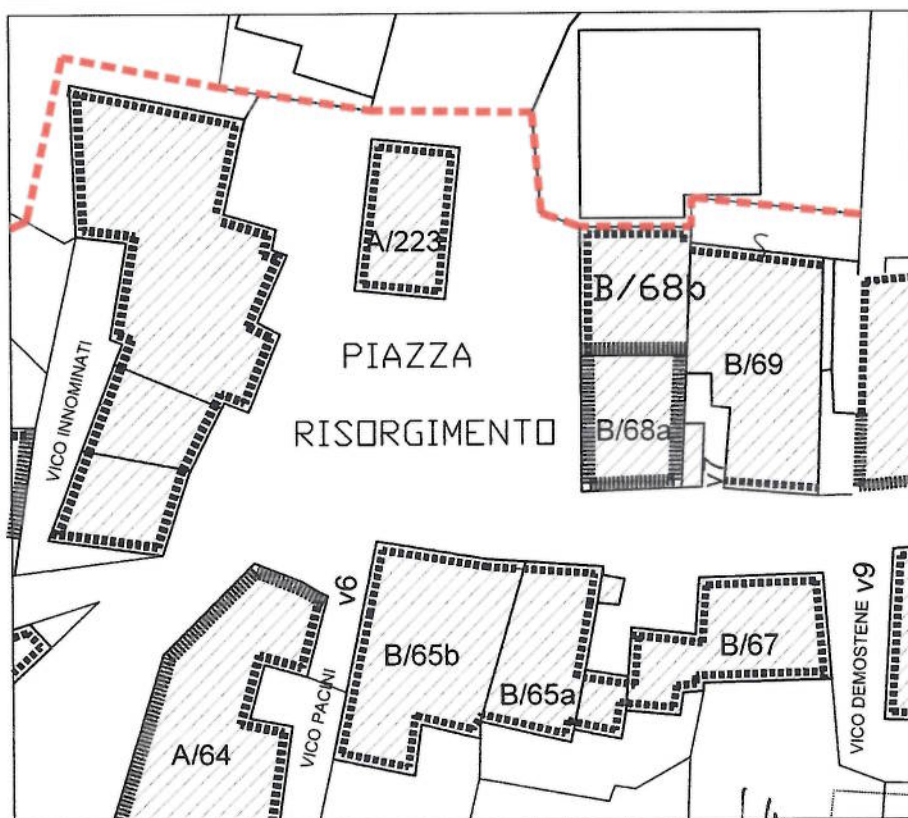 A/223
B/68b
PIAZZA
B/69
RISORGIMENTO
B/68a
VICO INNOMINATI
v6
v9
B/65b
B/67
B/65a
VICO DEMOSTENE
VICO PACINI
A/64